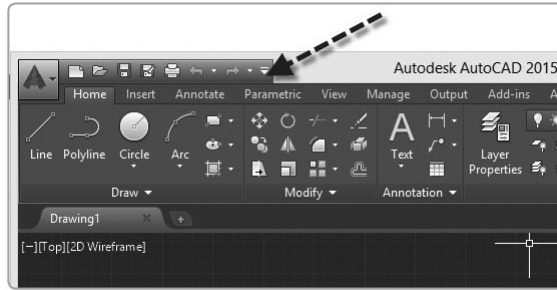 Autodesk AutoCAD 2015
Home Insert Annotate Parametric View Manage Output Add-ins A
Line Polyline Circle Arc Text Layer
Properties
Draw Modify Annotation
Drawing1
[−][Top][2D Wireframe]